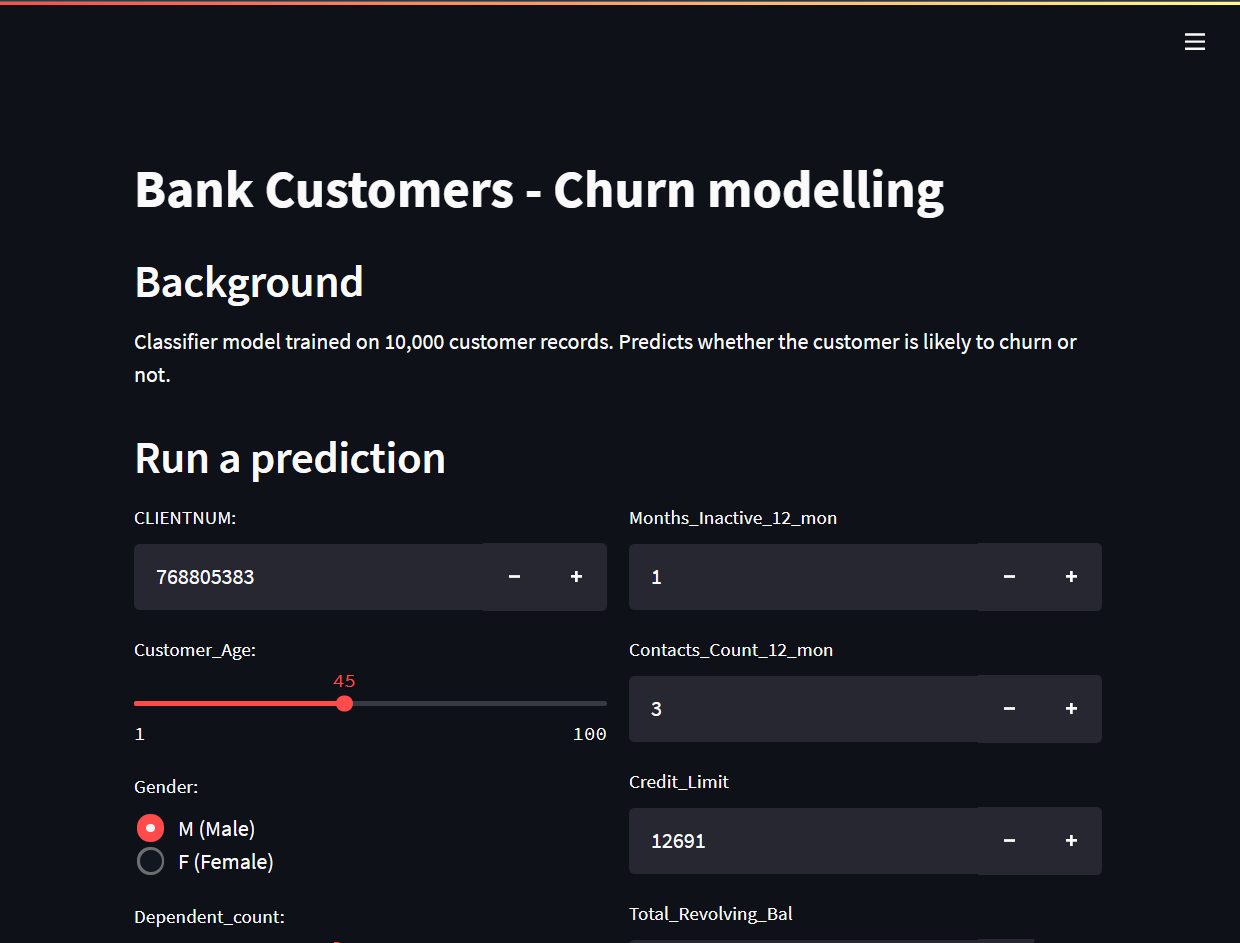 Bank Customers - Churn modelling
Background
Classifier model trained on 10,000 customer records. Predicts whether the customer is likely to churn or
not.
Run a prediction
CLIENTNUM:
768805383
Customer_Age:
45
1 100
Gender:
M (Male)
F (Female)
Dependent_count:
Months_Inactive_12_mon
1
Contacts_Count_12_mon
3
Credit_Limit
12691
Total_Revolving_Bal